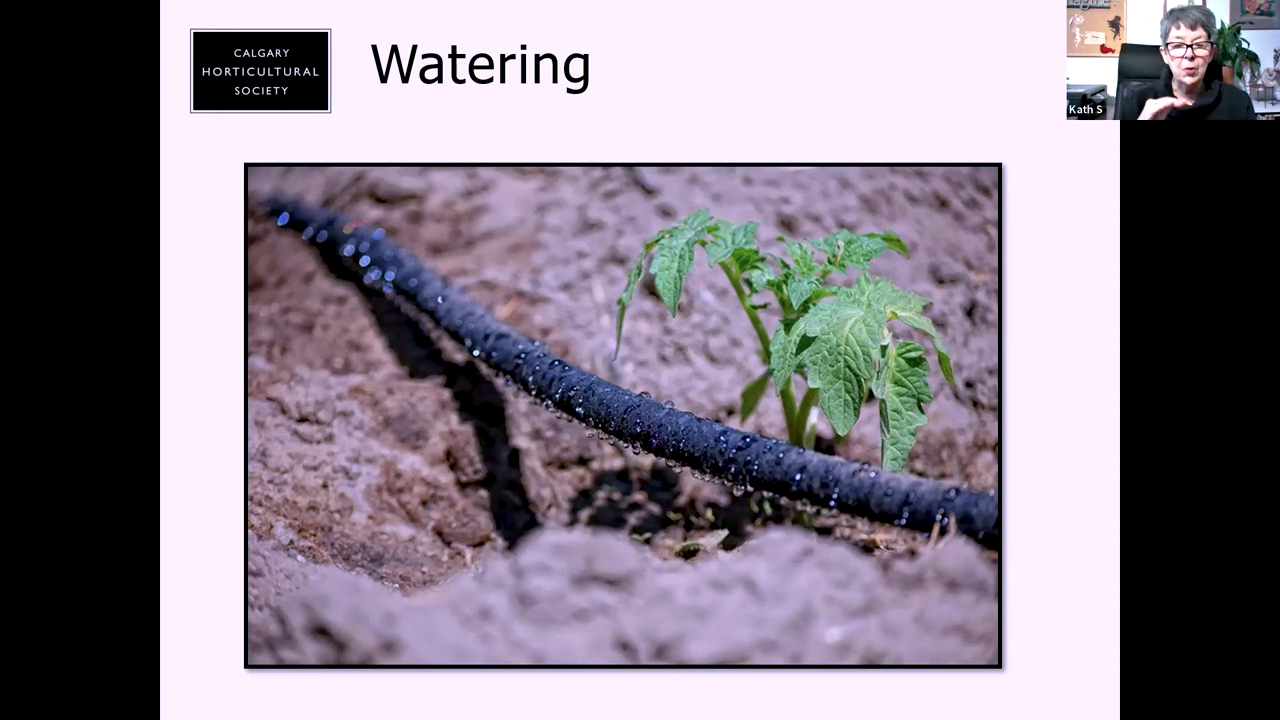 CALGARY
HORTICULTURAL
SOCIETY
Watering
Kath S